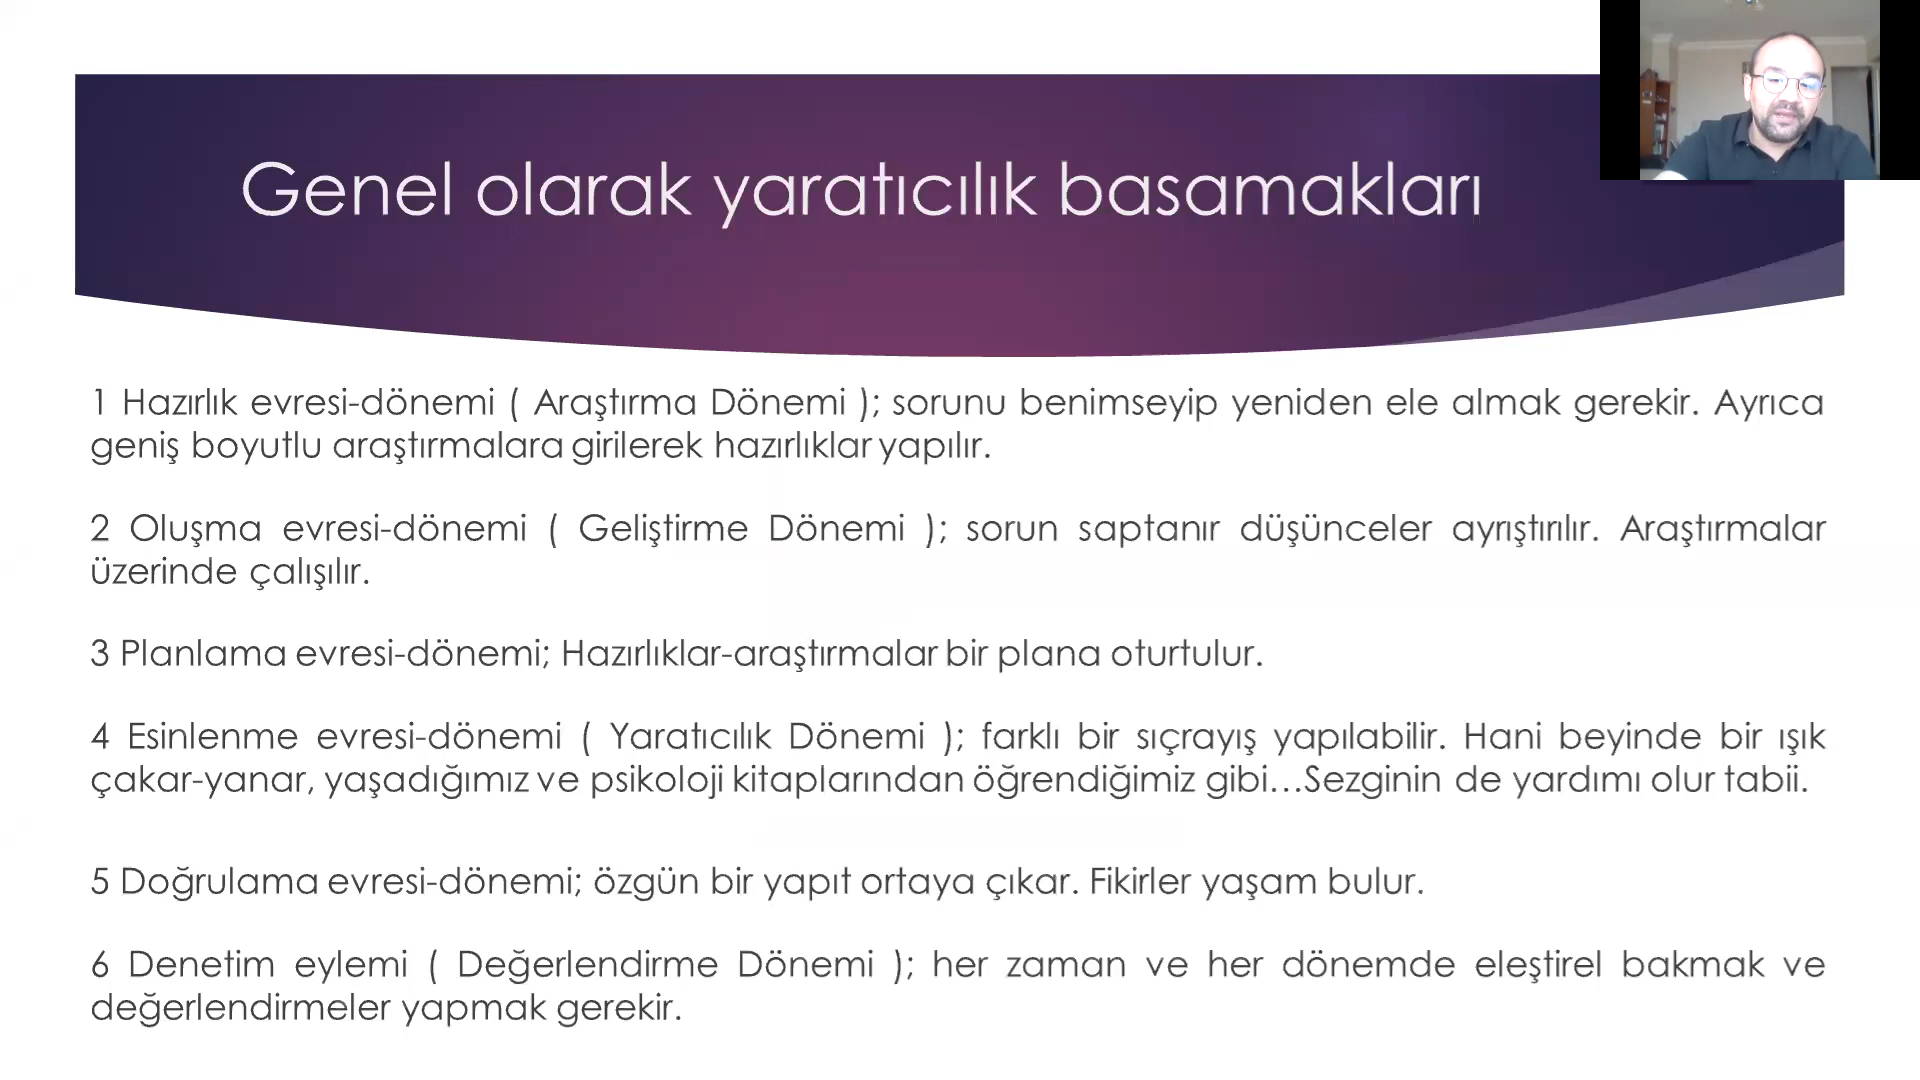 Genel olarak yaratıcılık basamakları
1 Hazırlık evresi-dönemi ( Araştırma Dönemi ); sorunu benimseyip yeniden ele almak gerekir. Ayrıca
geniş boyutlu araştırmalara girilerek hazırlıklar yapılır.
2 Oluşma evresi-dönemi ( Geliştirme Dönemi ); sorun saptanır düşünceler ayrıştırılır. Araştırmalar
üzerinde çalışılır.
3 Planlama evresi-dönemi; Hazırlıklar-araştırmalar bir plana oturtulur.
4 Esinlenme evresi-dönemi ( Yaratıcılık Dönemi ); farklı bir sıçrayış yapılabilir. Hani beyinde bir ışık
çakar-yanar, yaşadığımız ve psikoloji kitaplarından öğrendiğimiz gibi…Sezginin de yardımı olur tabii.
5 Doğrulama evresi-dönemi; özgün bir yapıt ortaya çıkar. Fikirler yaşam bulur.
6 Denetim eylemi ( Değerlendirme Dönemi ); her zaman ve her dönemde eleştirel bakmak ve
değerlendirmeler yapmak gerekir.